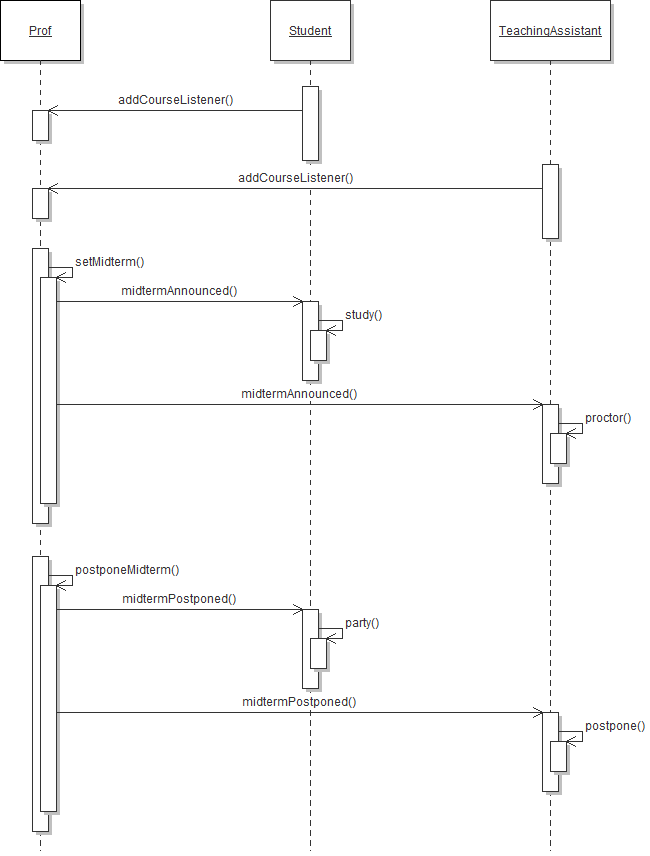 Prof
Student
TeachingAssistant
addCourseListener()
addCourseListener()
setMidterm()
midtermAnnounced()
study()
midtermAnnounced()
proctor()
postponeMidterm()
midtermPostponed()
party()
midtermPostponed()
postpone()